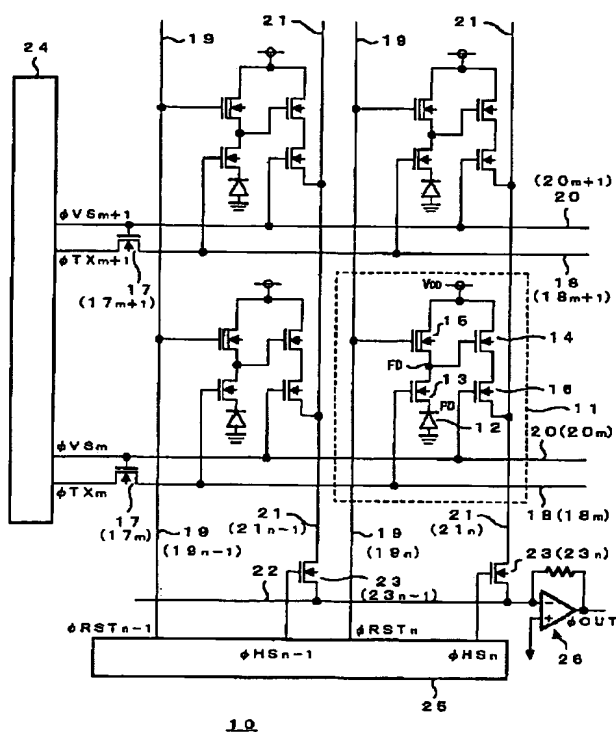 24
19
21
19
21
(20m+1)
20
φVSm+1
φTXm+1
17
(17m+1)
18
(18m+1)
VDD
15
14
FD
13
16
PD
12
11
φVSm
20(20m)
φTXm
17
(17m)
18(18m)
19
(19n-1)
21
(21n-1)
19
(19n)
21
(21n)
22
23
(23n-1)
23(23n)
φRSTn-1
φRSTn
φOUT
26
φHSn-1
φHSn
25
10